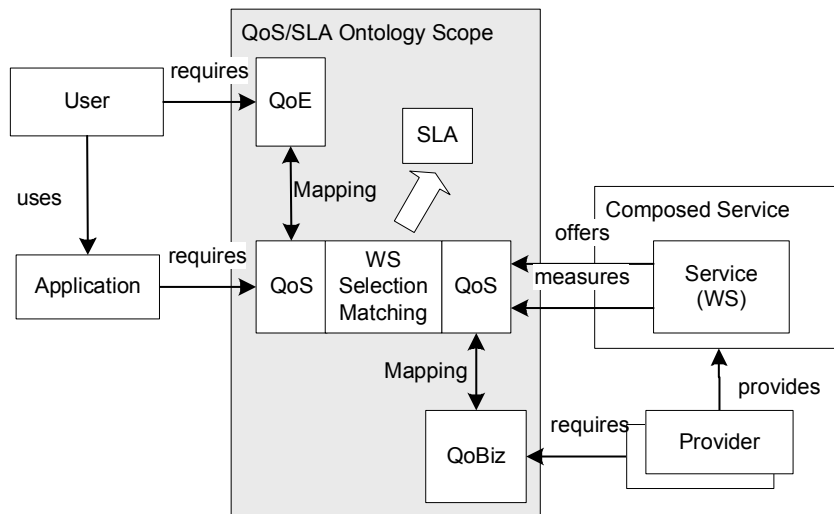 QoS/SLA Ontology Scope
requires
User
QoE
SLA
Mapping
uses
Composed Service
offers
requires
WS
Selection
Matching
QoS
QoS
measures
Service
(WS)
Application
Mapping
provides
requires
QoBiz
Provider